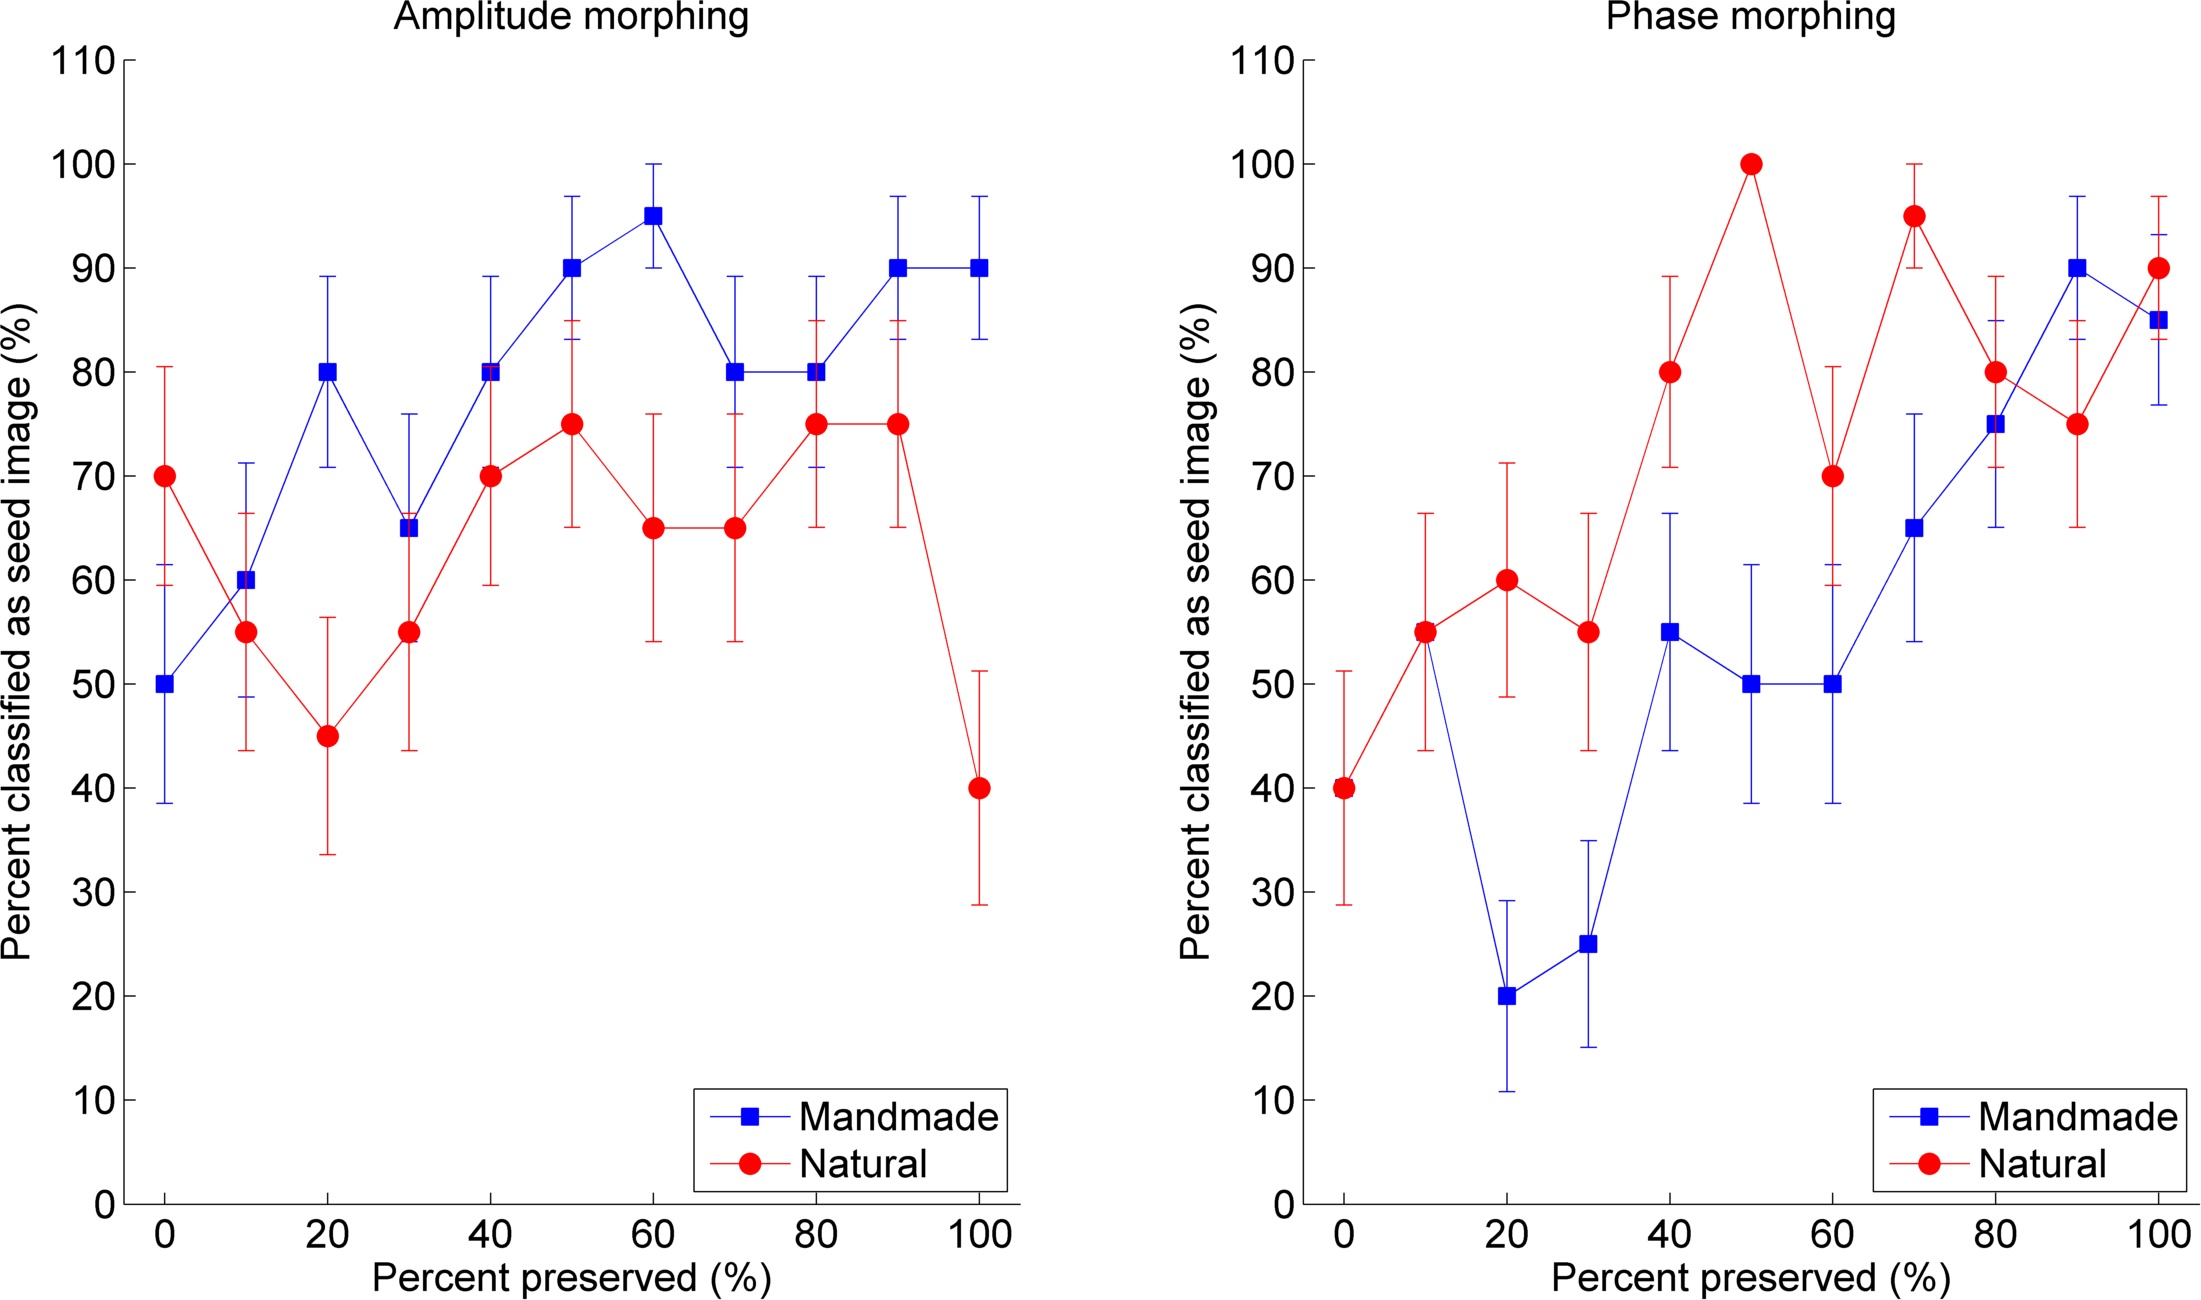 Amplitude morphing
Percent classified as seed image (%)
110
100
90
80
70
60
50
40
30
20
10
0
0 20 40 60 80 100
Percent preserved (%)
Mandmade
Natural
Phase morphing
Percent classified as seed image (%)
110
100
90
80
70
60
50
40
30
20
10
0
0 20 40 60 80 100
Percent preserved (%)
Mandmade
Natural